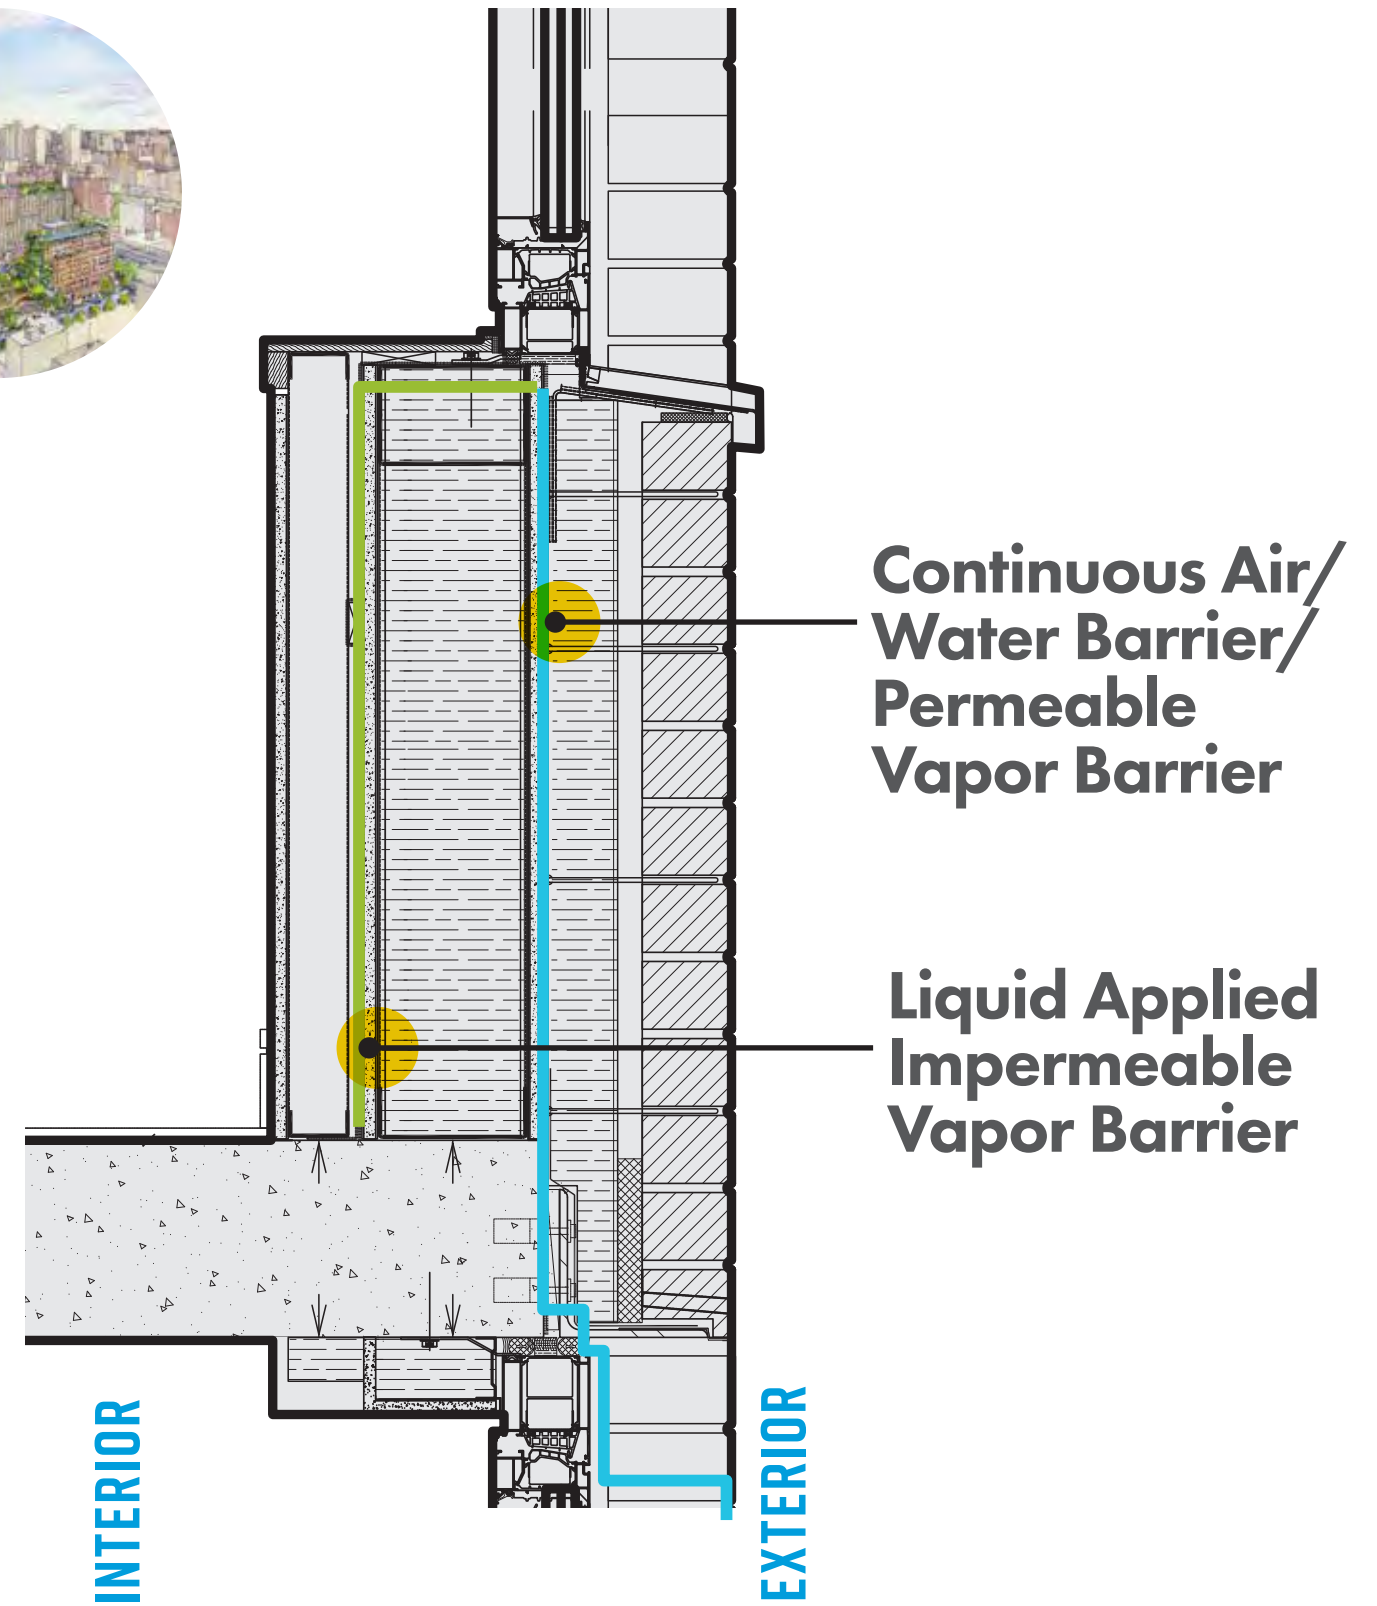 Continuous Air/
Water Barrier/
Permeable
Vapor Barrier
Liquid Applied
Impermeable
Vapor Barrier
INTERIOR
EXTERIOR